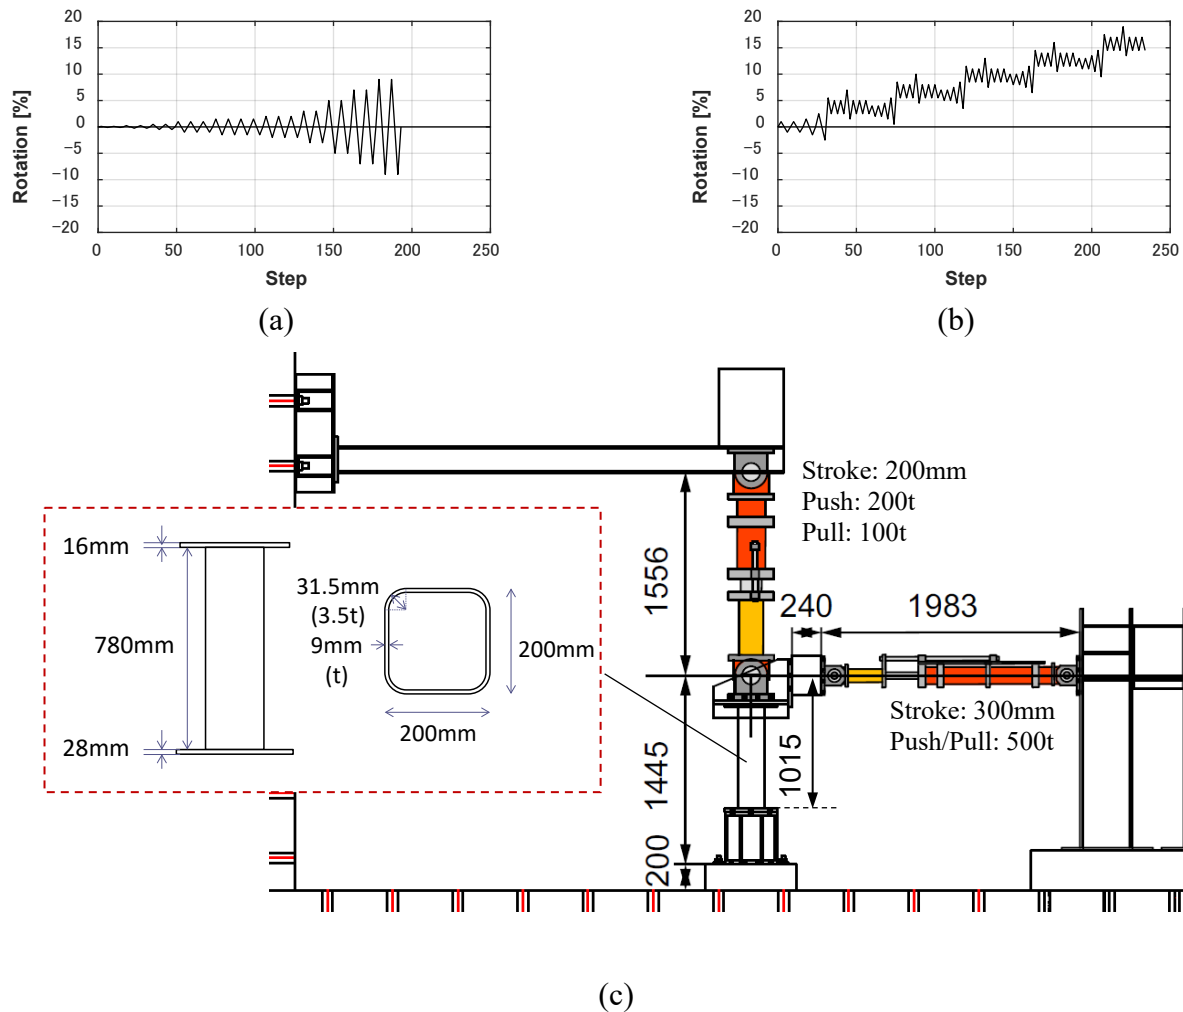 20
15
10
5
0
−5
−10
−15
−20
Rotation [%]
0
50
100
150
200
250
Step
(a)
20
15
10
5
0
−5
−10
−15
−20
Rotation [%]
0
50
100
150
200
250
Step
(b)
Stroke: 200mm
Push: 200t
Pull: 100t
1556
240
1983
16mm
780mm
28mm
31.5mm
(3.5t)
9mm
(t)
200mm
200mm
Stroke: 300mm
Push/Pull: 500t
1445
1015
200
(c)